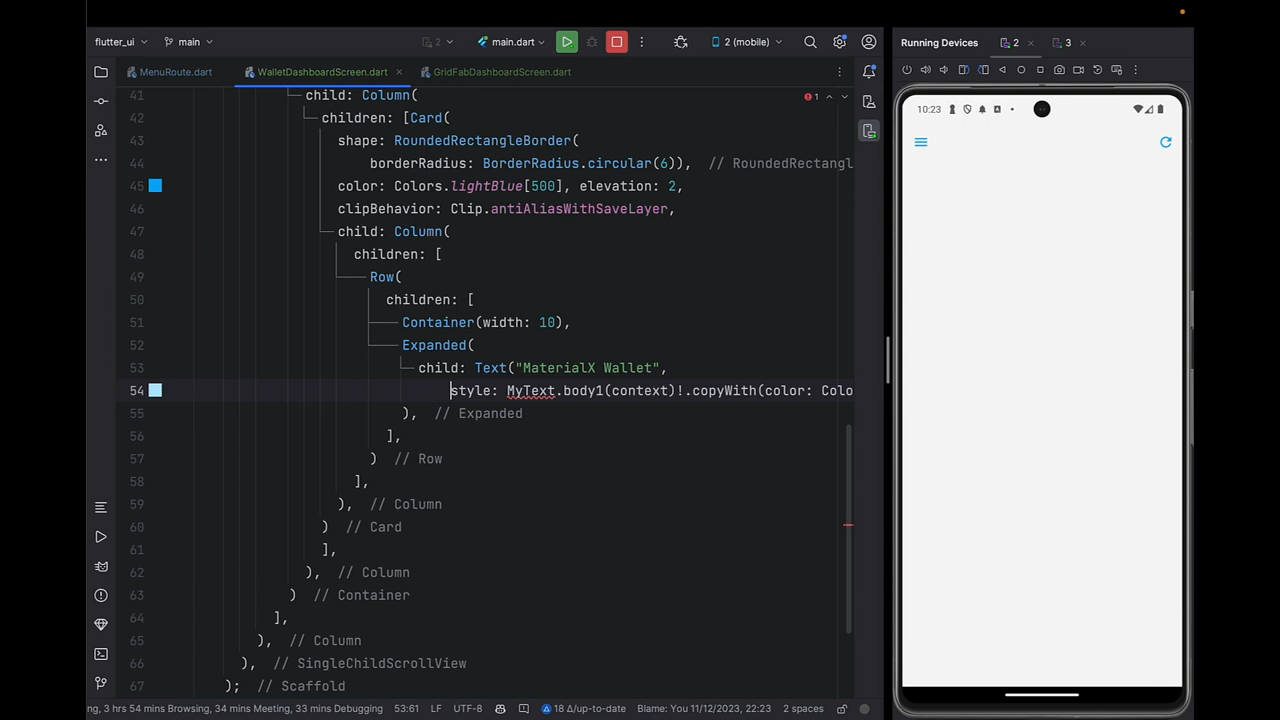 flutter_ui
main
2
main.dart
2 (mobile)
Running Devices
2
3
MenuRoute.dart
WalletDashboardScreen.dart
GridFabDashboardScreen.dart
41 child: Column(
1
42 children: [Card(
43 shape: RoundedRectangleBorder(
44 borderRadius: BorderRadius.circular(6)), // RoundedRectangl
45 color: Colors.lightBlue[500], elevation: 2,
46 clipBehavior: Clip.antiAliasWithSaveLayer,
47 child: Column(
48 children: [
49 Row(
50 children: [
51 Container(width: 10),
52 Expanded(
53 child: Text("MaterialX Wallet",
54 style: MyText.body1(context)!.copyWith(color: Colo
55 ), // Expanded
56 ],
57 ) // Row
58 ],
59 ), // Column
60 ) // Card
61 ],
62 ), // Column
63 ) // Container
64 ],
65 ), // Column
66 ), // SingleChildScrollView
67 ); // Scaffold
10:23
ng, 3 hrs 54 mins Browsing, 34 mins Meeting, 33 mins Debugging
53:61
LF
UTF-8
18 Δ/up-to-date
Blame: You 11/12/2023, 22:23
2 spaces